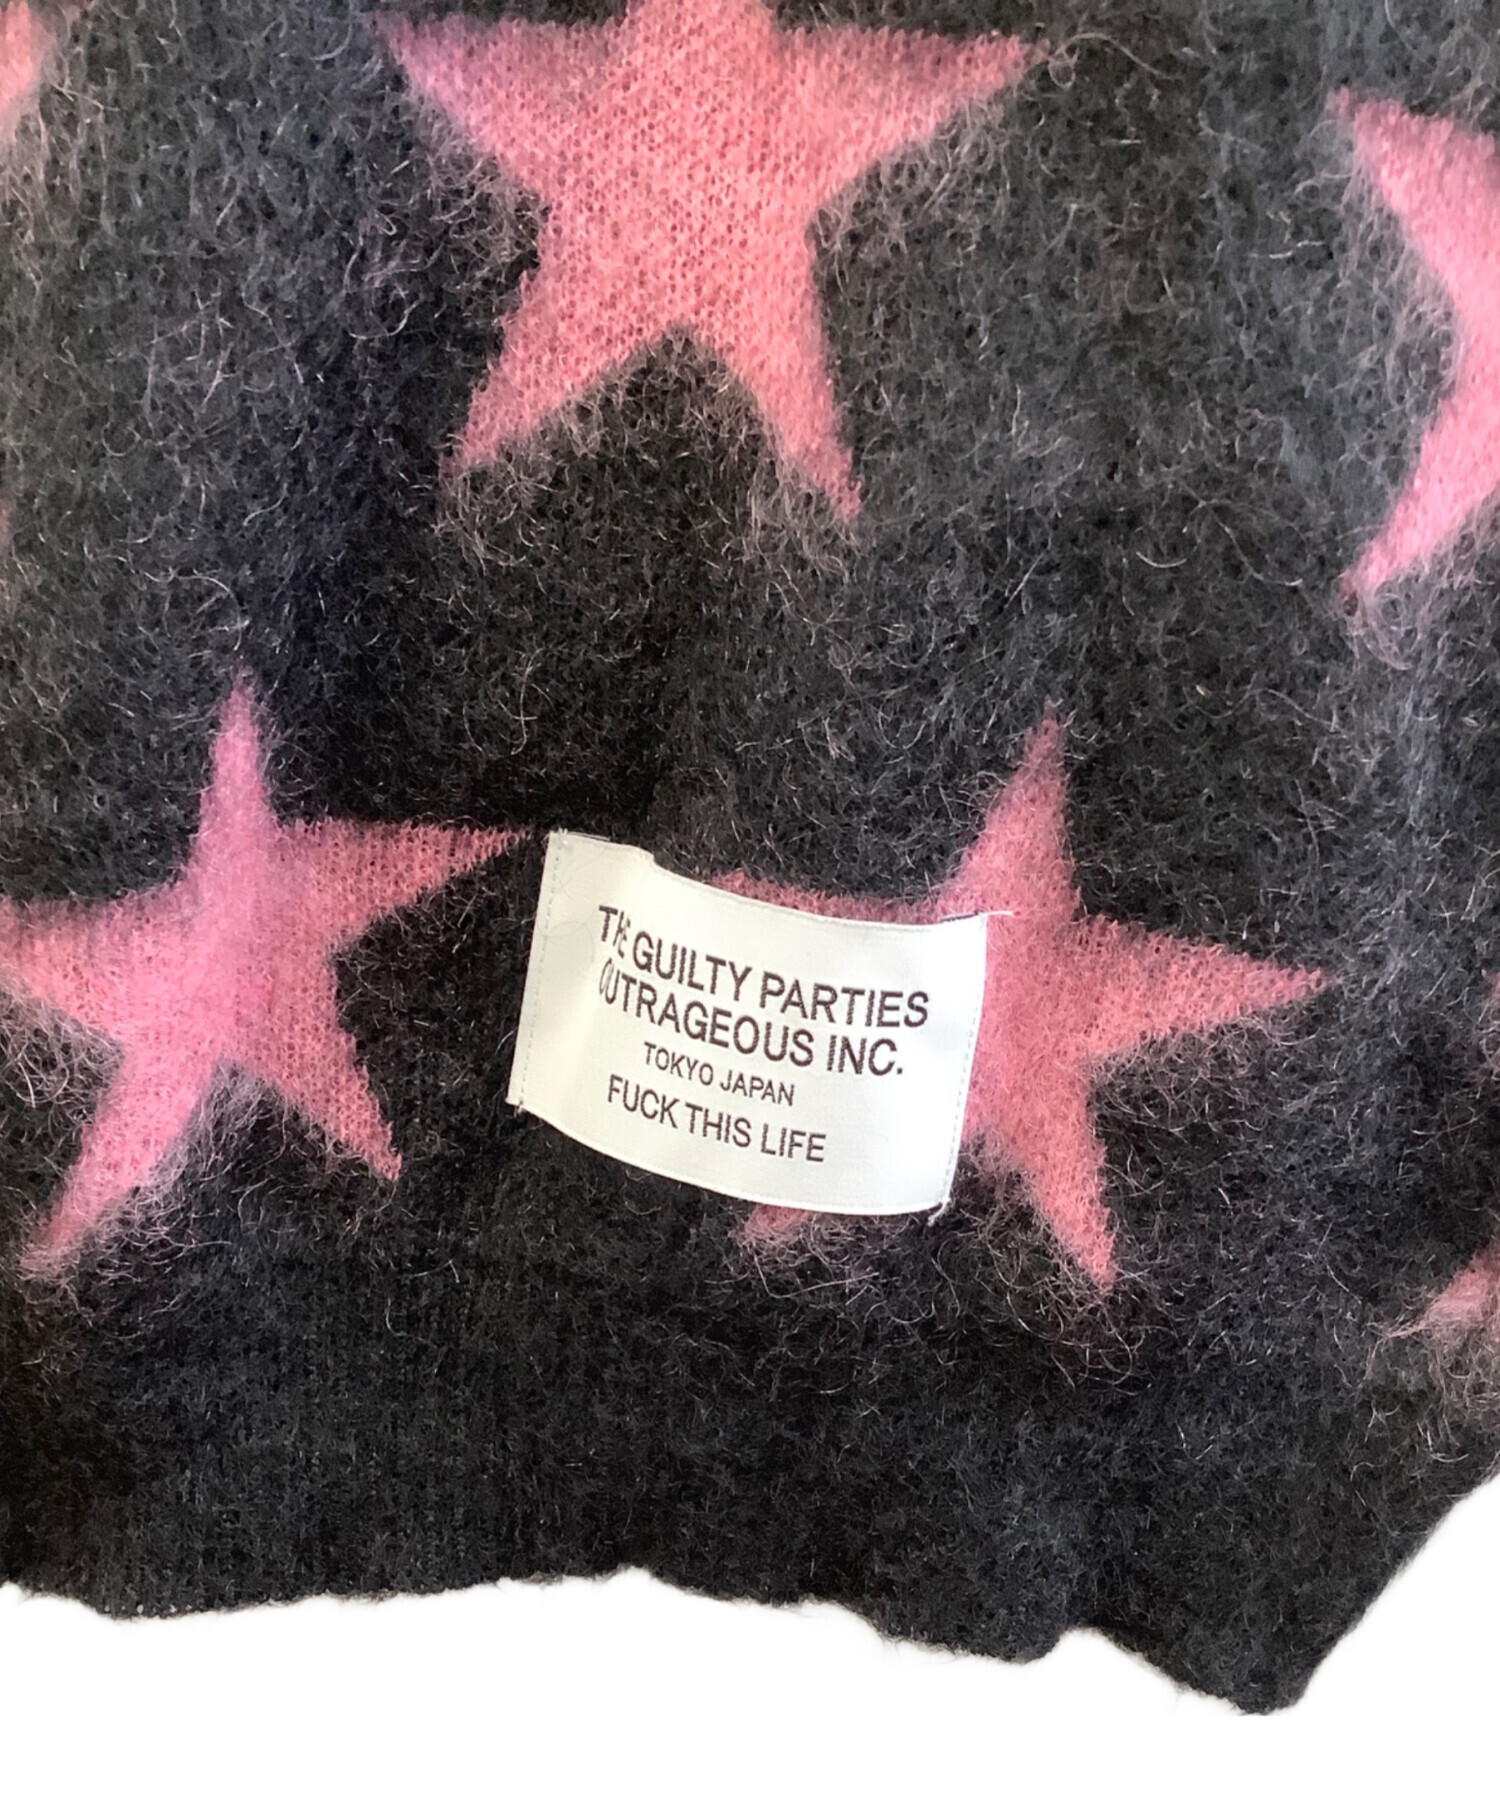 THE GUILTY PARTIES
OUTRAGEOUS INC.
TOKYO JAPAN
FUCK THIS LIFE